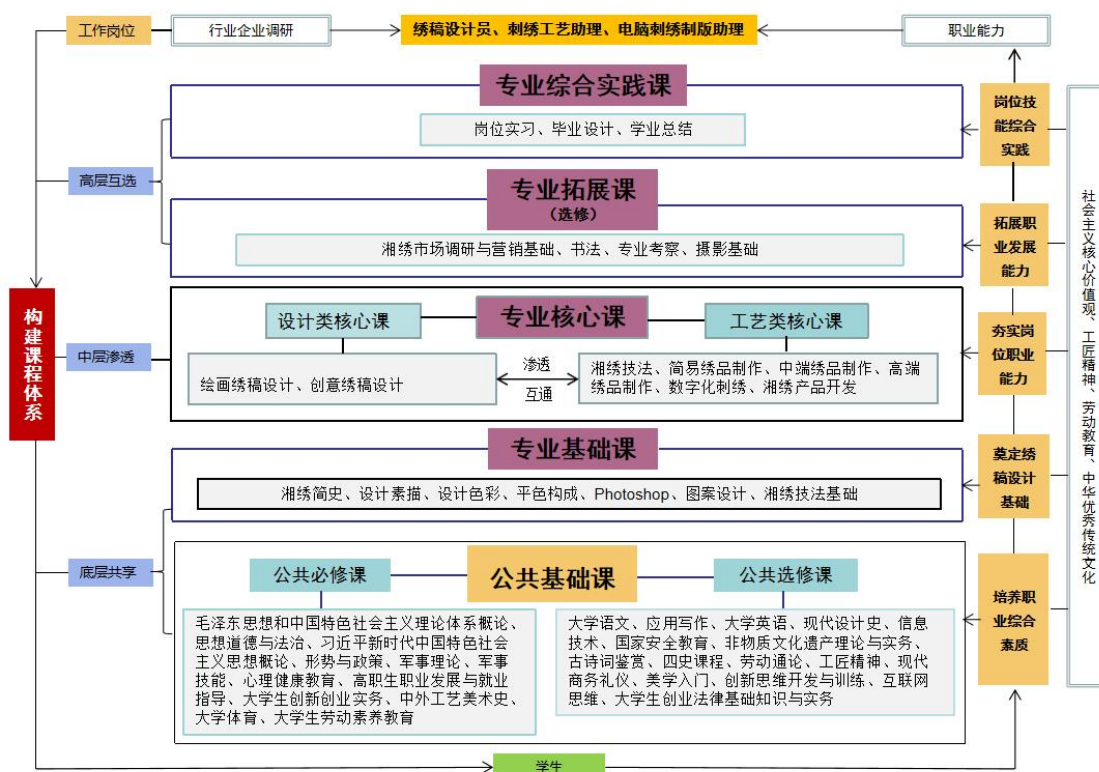 工作岗位
行业企业调研
绣稿设计员、刺绣工艺助理、电脑刺绣制版助理
职业能力
专业综合实践课
岗位实习、毕业设计、学业总结
岗位技
能综合
实践
高层互选
专业拓展课
(选修)
湘绣市场调研与营销基础、书法、专业考察、摄影基础
拓展职
业发展
能力
社会主义核心价值观、工匠精神、劳动教育、中华优秀传统文化
构建课程体系
中层渗透
设计类核心课
专业核心课
工艺类核心课
绘画绣稿设计、创意绣稿设计
渗透
互通
湘绣技法、简易绣品制作、中端绣品制作、高端
绣品制作、数字化刺绣、湘绣产品开发
夯实岗
位职业
能力
专业基础课
湘绣简史、设计素描、设计色彩、平色构成、Photoshop、图案设计、湘绣技法基础
奠定绣
稿设计
基础
底层共享
公共必修课
公共基础课
公共选修课
毛泽东思想和中国特色社会主义理论体系概论、
思想道德与法治、习近平新时代中国特色社会
主义思想概论、形势与政策、军事理论、军事
技能、心理健康教育、高职生职业发展与就业
指导、大学生创新创业实务、中外工艺美术史、
大学体育、大学生劳动素养教育
大学语文、应用写作、大学英语、现代设计史、信息
技术、国家安全教育、非物质文化遗产理论与实务、
古诗词鉴赏、四史课程、劳动通论、工匠精神、现代
商务礼仪、美学入门、创新思维开发与训练、互联网
思维、大学生创业法律基础知识与实务
培养职
业综合
素质
学生